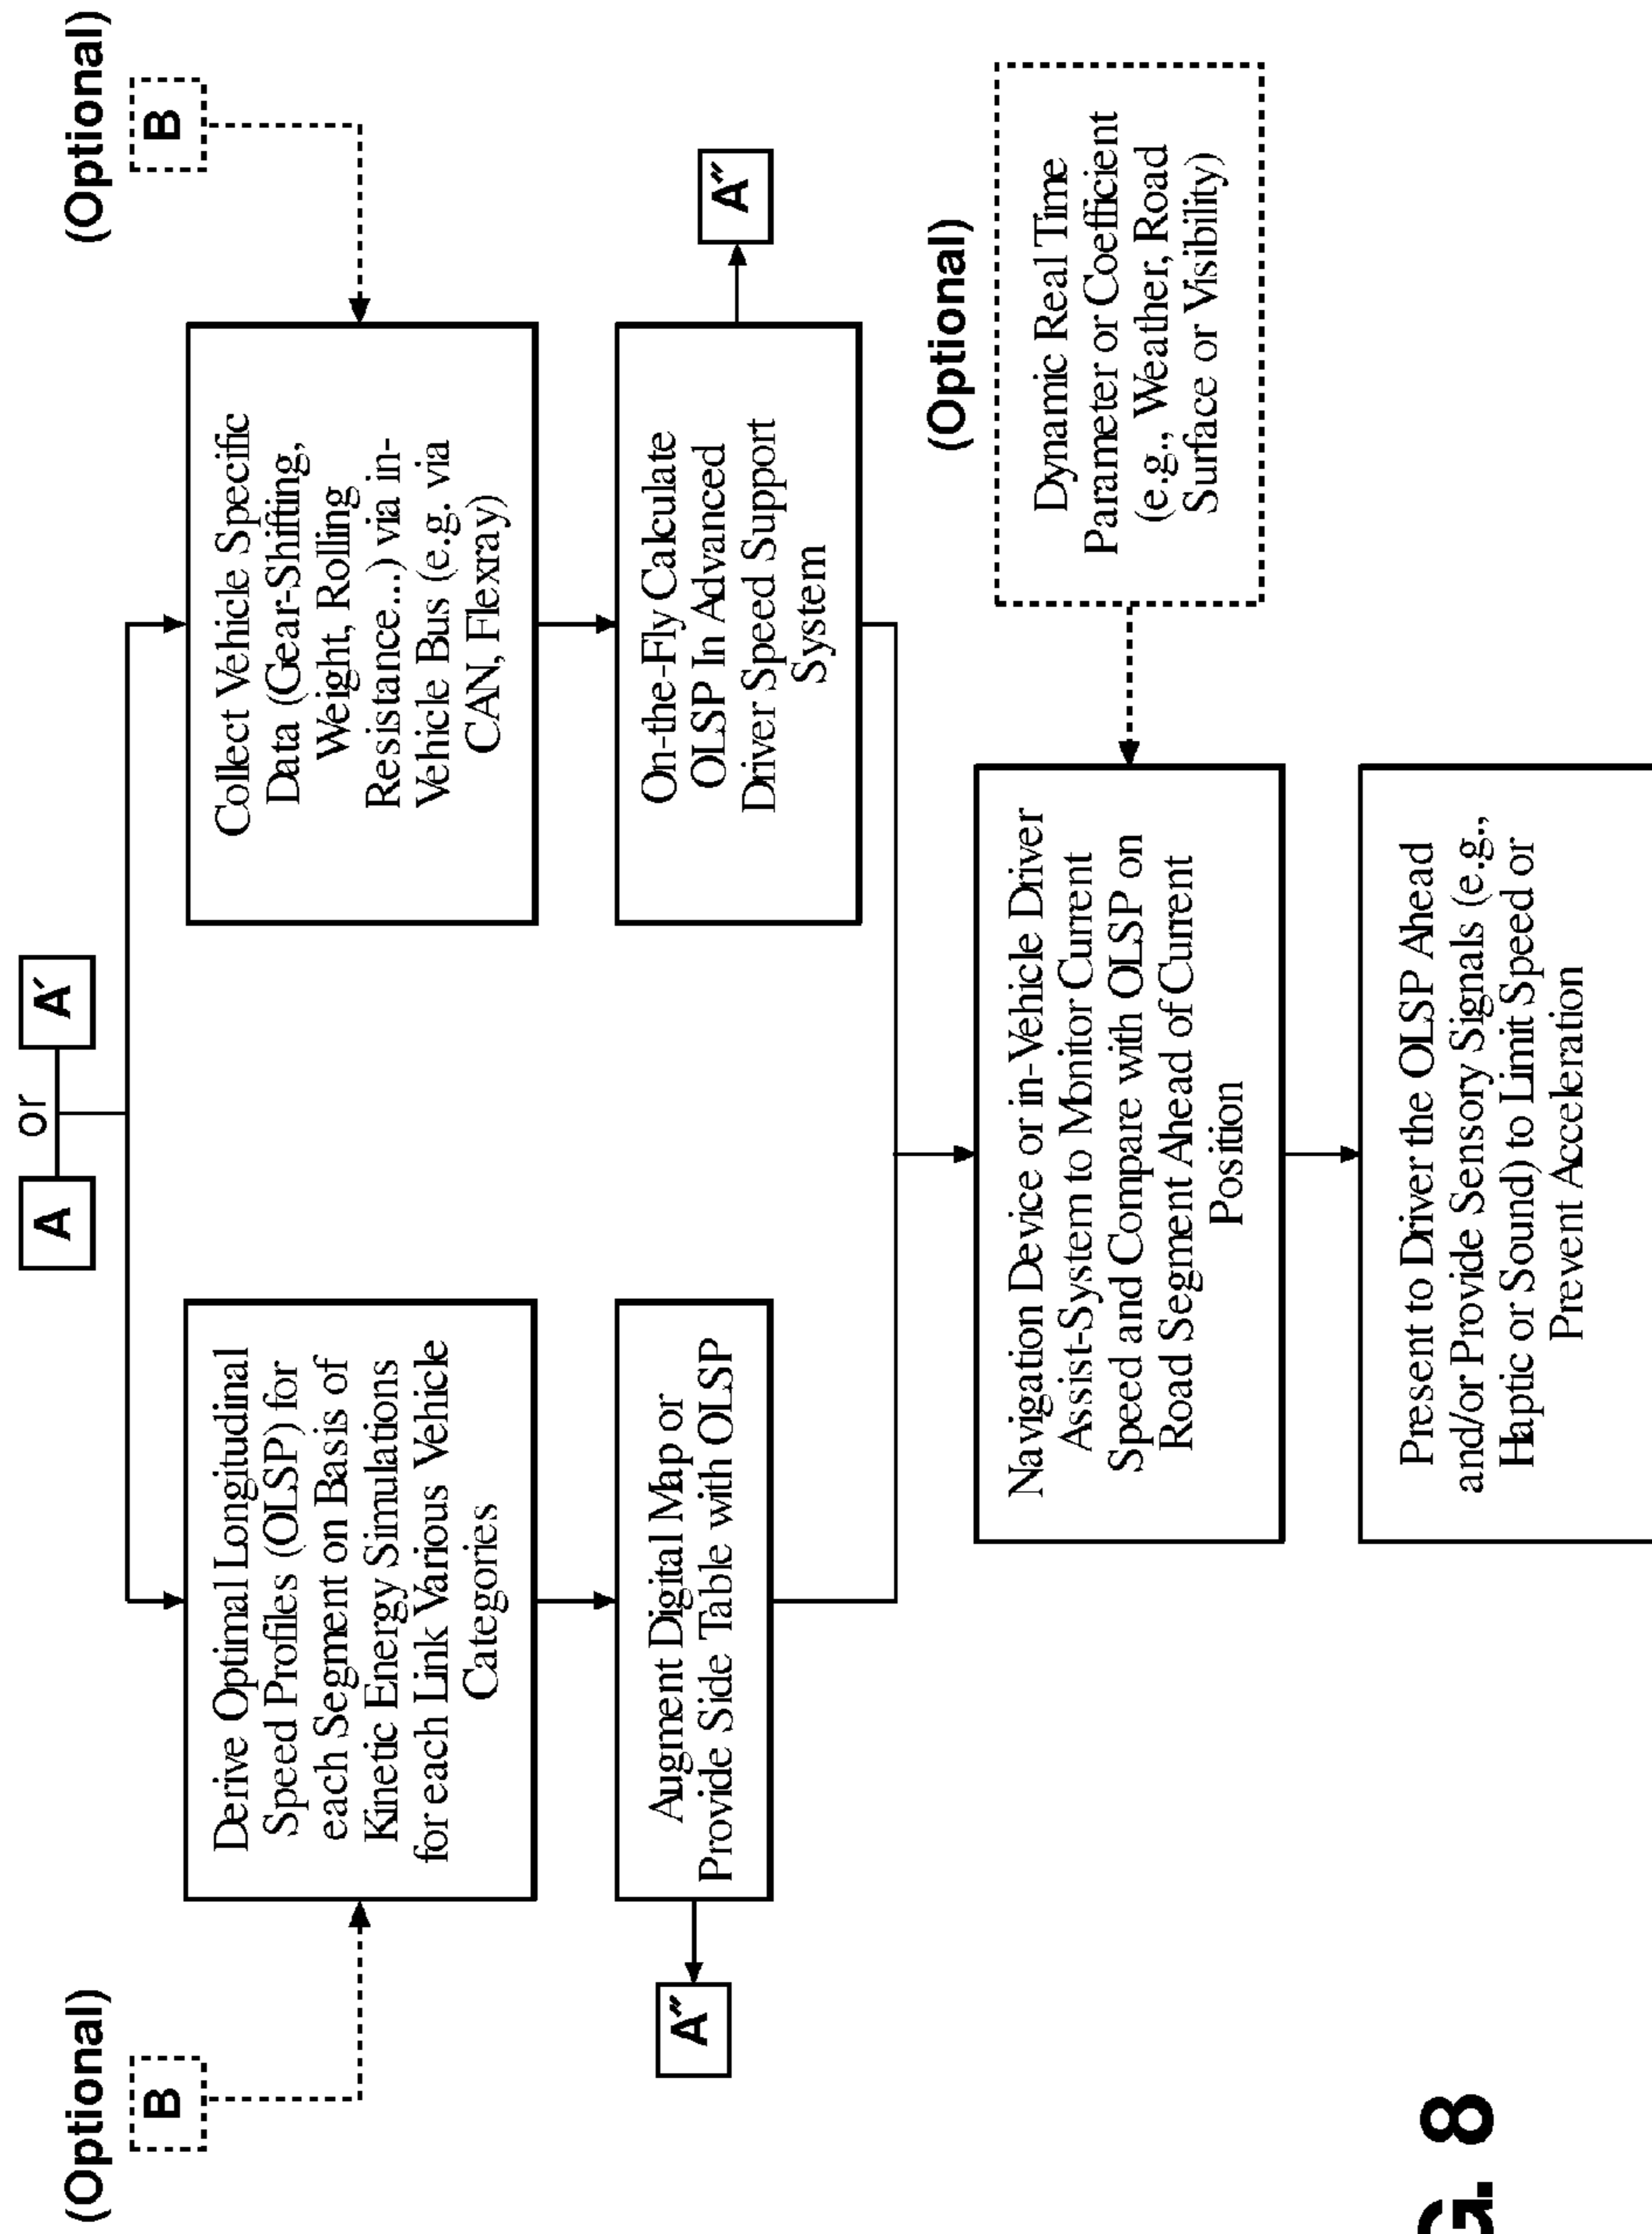 A or A′
(Optional)
B
(Optional)
B
Derive Optimal Longitudinal
Speed Profiles (OLSP) for
each Segment on Basis of
Kinetic Energy Simulations
for each Link Various Vehicle
Categories
Collect Vehicle Specific
Data (Gear-Shifting,
Weight, Rolling
Resistance...) via in-
Vehicle Bus (e.g. via
CAN, Flexray)
A″
Augment Digital Map or
Provide Side Table with OLSP
On-the-Fly Calculate
OLSP In Advanced
Driver Speed Support
System
A″
Navigation Device or in-Vehicle Driver
Assist-System to Monitor Current
Speed and Compare with OLSP on
Road Segment Ahead of Current
Position
(Optional)
Dynamic Real Time
Parameter or Coefficient
(e.g., Weather, Road
Surface or Visibility)
Present to Driver the OLSP Ahead
and/or Provide Sensory Signals (e.g.,
Haptic or Sound) to Limit Speed or
Prevent Acceleration
G. 8